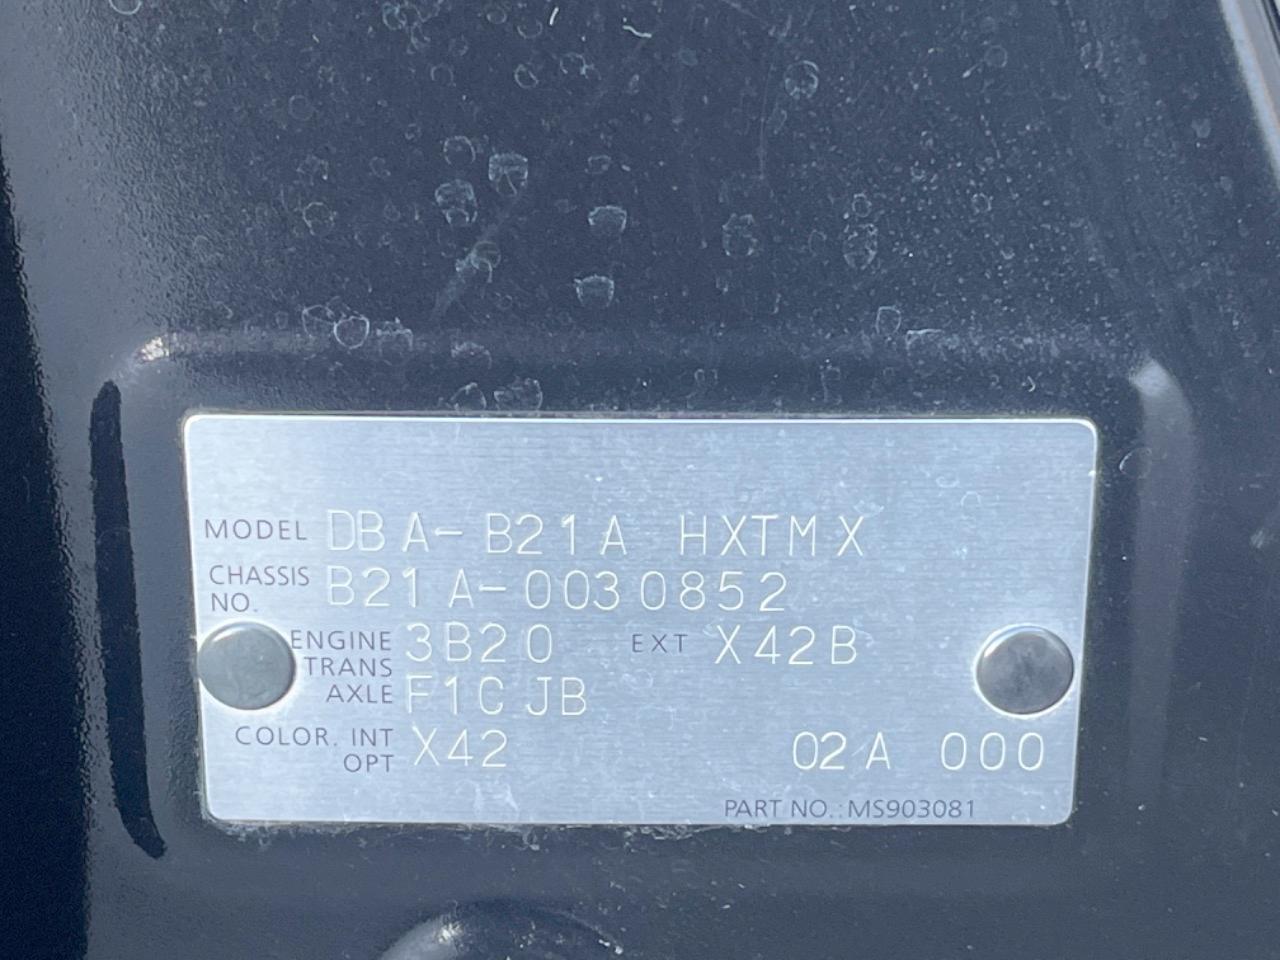 MODEL DBA-B21A HXTMX
CHASSIS NO. B21A-0030852
ENGINE 3B20 EXT X42B
TRANS AXLE F1CJB
COLOR. INT OPT X42 02A 000
PART NO.: MS903081